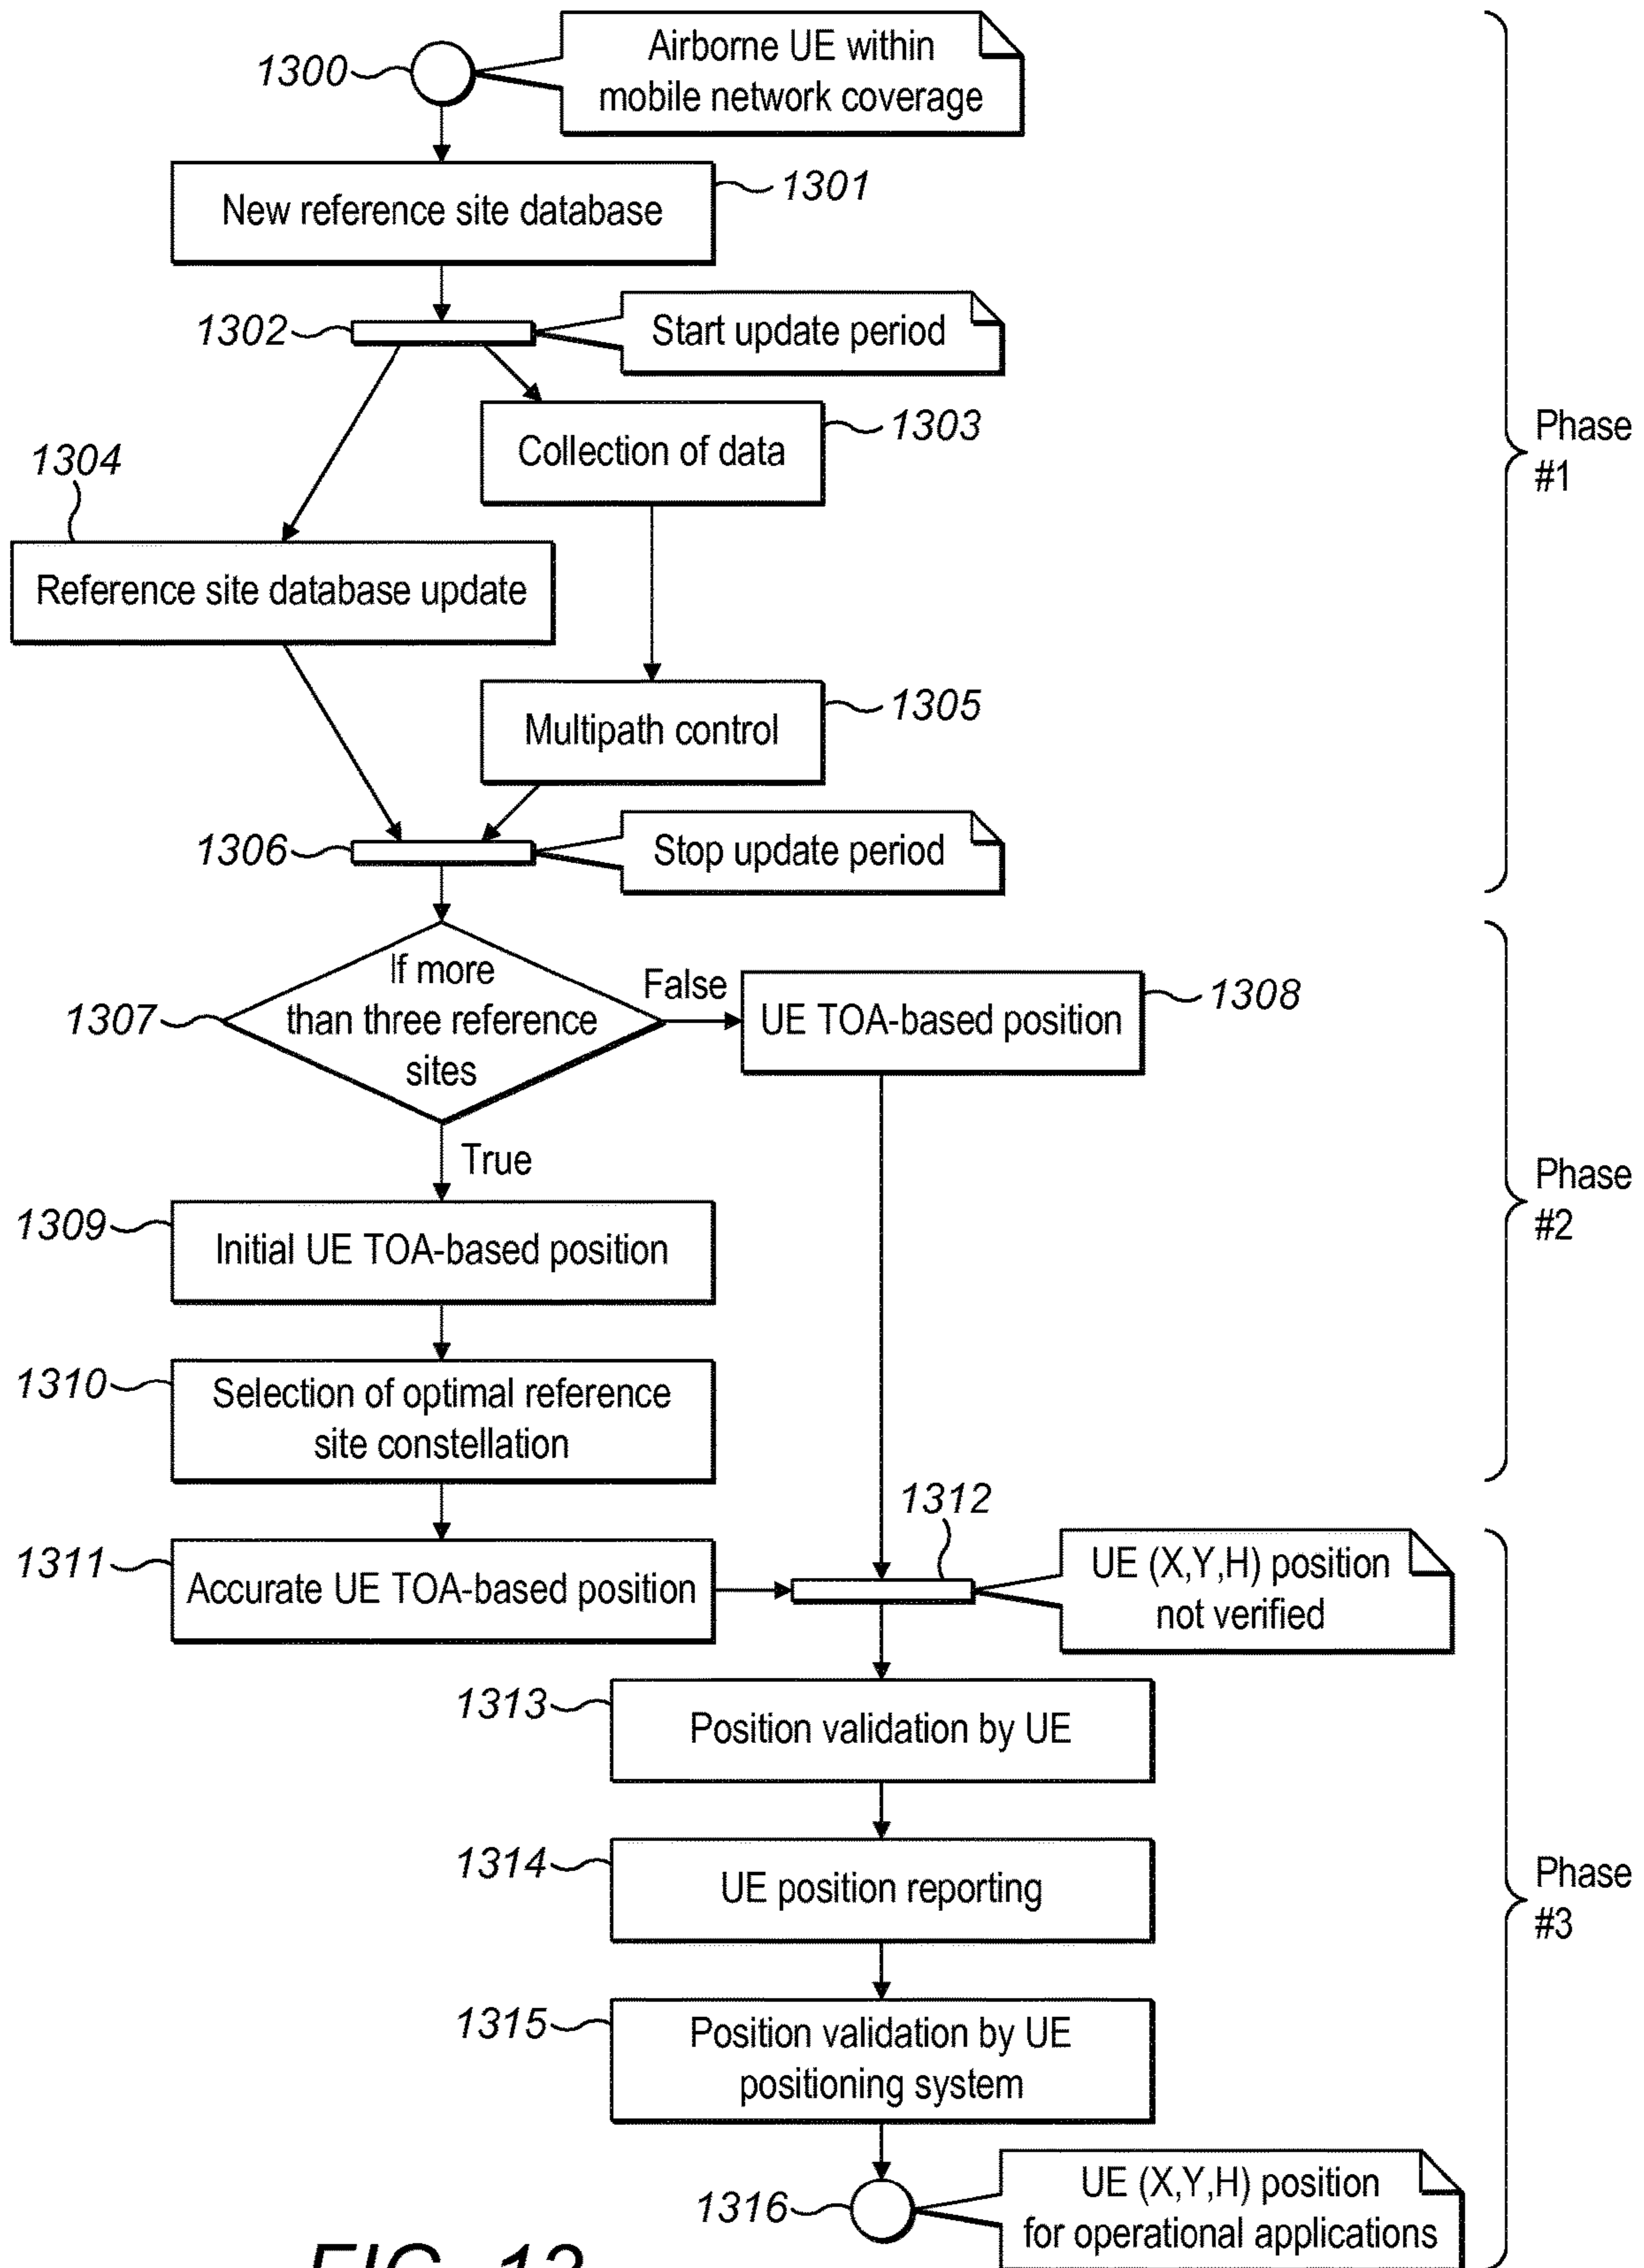 1300
Airborne UE within
mobile network coverage
New reference site database
1301
1302
Start update period
Collection of data
1303
1304
Reference site database update
Multipath control
1305
1306
Stop update period
Phase
#1
1307
If more
than three reference
sites
False
UE TOA-based position
1308
True
1309
Initial UE TOA-based position
1310
Selection of optimal reference
site constellation
Phase
#2
1311
Accurate UE TOA-based position
1312
UE (X,Y,H) position
not verified
1313
Position validation by UE
1314
UE position reporting
1315
Position validation by UE
positioning system
1316
UE (X,Y,H) position
for operational applications
Phase
#3
FIG. 13